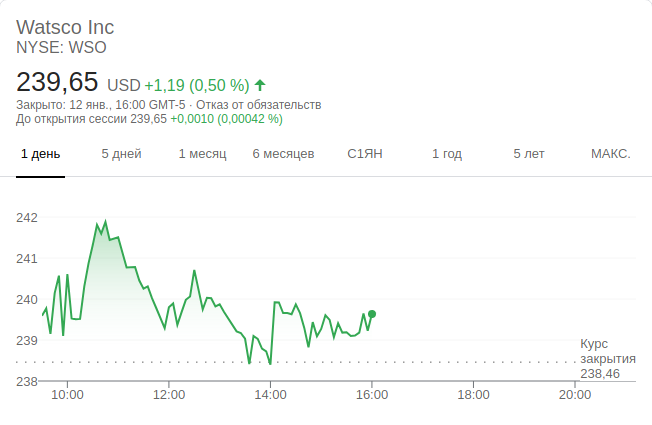 Watsco Inc
NYSE: WSO
239,65 USD +1,19 (0,50 %)
Закрыто: 12 янв., 16:00 GMT-5 · Отказ от обязательств
До открытия сессии 239,65 +0,0010 (0,00042 %)
1 день 5 дней 1 месяц 6 месяцев С1ЯН 1 год 5 лет МАКС.
242
241
240
239
238
Курс
закрытия
238,46
10:00 12:00 14:00 16:00 18:00 20:00